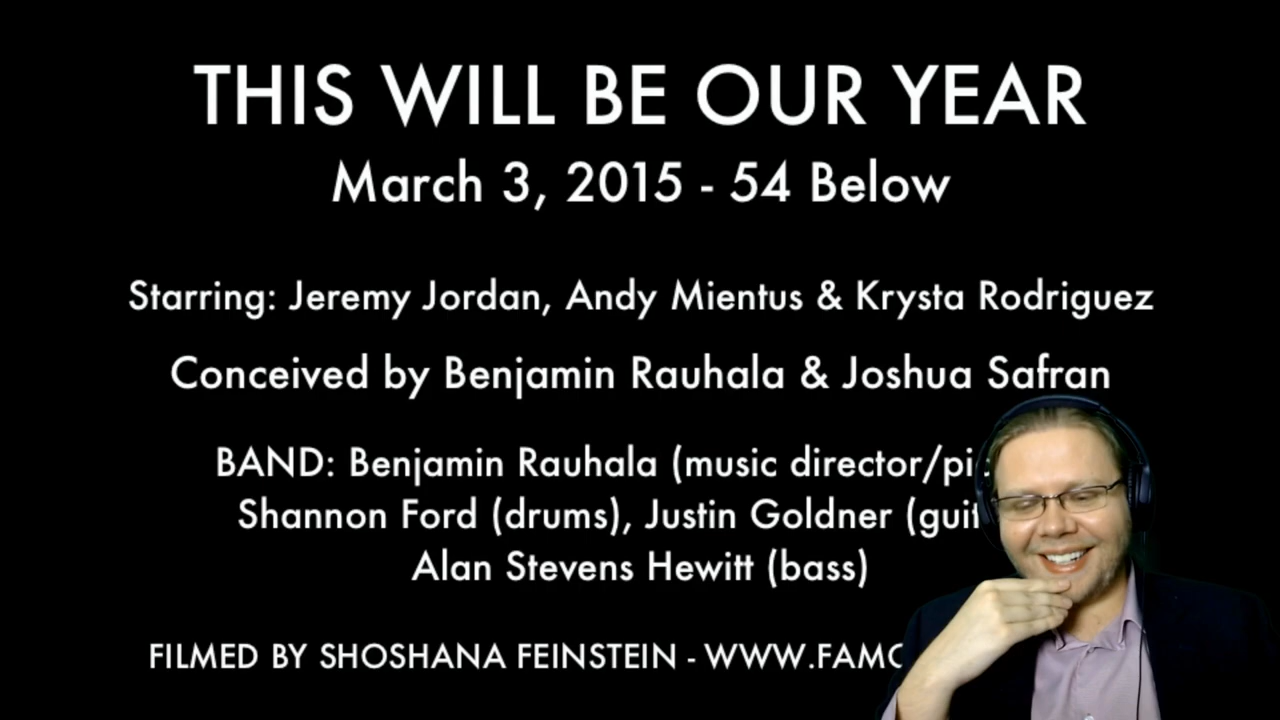 THIS WILL BE OUR YEAR
March 3, 2015 - 54 Below
Starring: Jeremy Jordan, Andy Mientus & Krysta Rodriguez
Conceived by Benjamin Rauhala & Joshua Safran
BAND: Benjamin Rauhala (music
Shannon Ford (drums), Justin Goldner
Alan Stevens Hewitt (bass)
FILMED BY SHOSHANA FEINSTEIN -